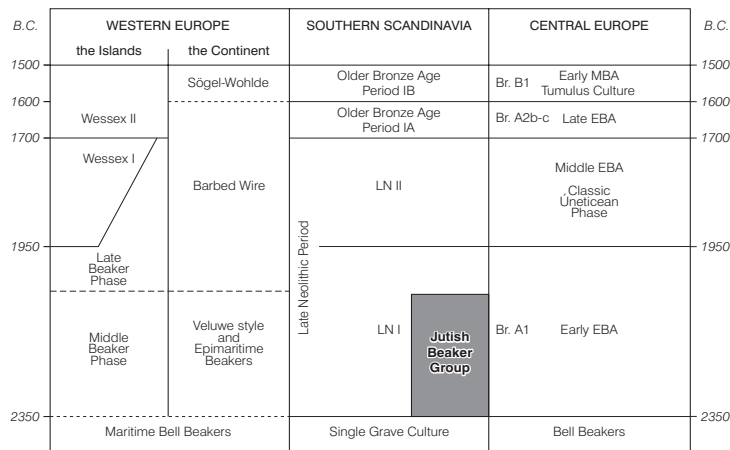 B.C. WESTERN EUROPE SOUTHERN SCANDINAVIA CENTRAL EUROPE B.C.
the Islands the Continent
1500 1500
Sögel-Wohlde Older Bronze Age Period IB Br. B1 Early MBA Tumulus Culture
1600 1600
Wessex II Older Bronze Age Period IA Br. A2b-c Late EBA
1700 1700
Wessex I
Barbed Wire
LN II
Middle EBA
Classic
Úneticean
Phase
Late Neolithic Period
1950 1950
Late
Beaker
Phase
Middle
Beaker
Phase
Veluwe style
and
Epimaritime
Beakers
LN I
Jutish
Beaker
Group
Br. A1 Early EBA
2350 2350
Maritime Bell Beakers Single Grave Culture Bell Beakers